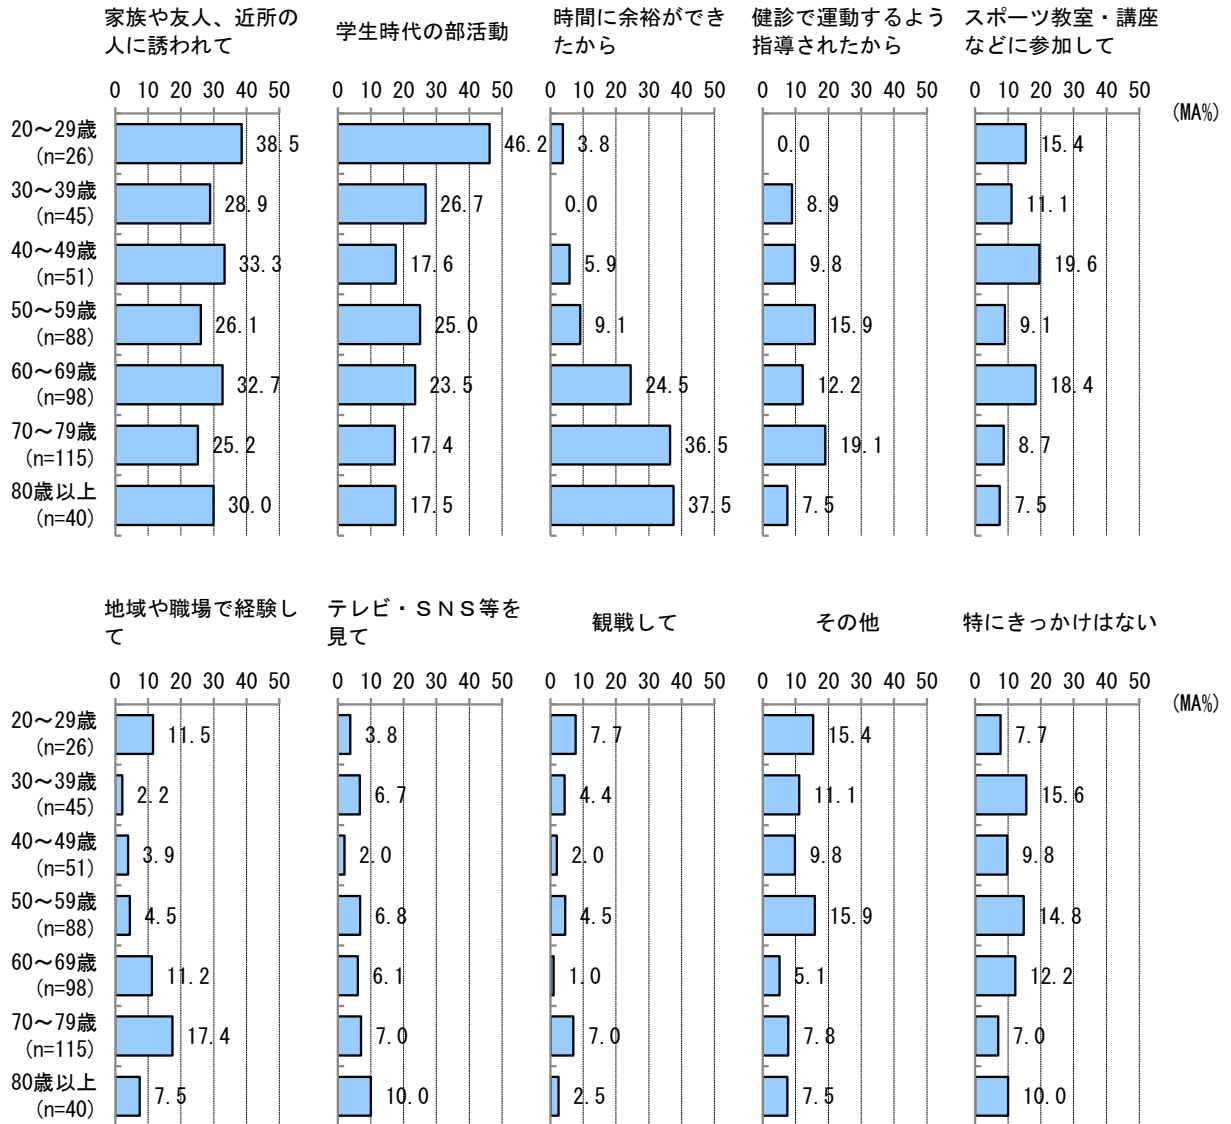 家族や友人、近所の
人に誘われて
学生時代の部活動
時間に余裕ができ
たから
健診で運動するよう
指導されたから
スポーツ教室・講座
などに参加して
0 10 20 30 40 50 0 10 20 30 40 50 0 10 20 30 40 50 0 10 20 30 40 50 0 10 20 30 40 50
(MA%)
20～29歳
(n=26)
38.5 46.2 3.8 0.0 15.4
30～39歳
(n=45)
28.9 26.7 0.0 8.9 11.1
40～49歳
(n=51)
33.3 17.6 5.9 9.8 19.6
50～59歳
(n=88)
26.1 25.0 9.1 15.9 9.1
60～69歳
(n=98)
32.7 23.5 24.5 12.2 18.4
70～79歳
(n=115)
25.2 17.4 36.5 19.1 8.7
80歳以上
(n=40)
30.0 17.5 37.5 7.5 7.5
地域や職場で経験し
て
テレビ・ＳＮＳ等を
見て
観戦して
その他
特にきっかけはない
0 10 20 30 40 50 0 10 20 30 40 50 0 10 20 30 40 50 0 10 20 30 40 50 0 10 20 30 40 50
(MA%)
20～29歳
(n=26)
11.5 3.8 7.7 15.4 7.7
30～39歳
(n=45)
2.2 6.7 4.4 11.1 15.6
40～49歳
(n=51)
3.9 2.0 2.0 9.8 9.8
50～59歳
(n=88)
4.5 6.8 4.5 15.9 14.8
60～69歳
(n=98)
11.2 6.1 1.0 5.1 12.2
70～79歳
(n=115)
17.4 7.0 7.0 7.8 7.0
80歳以上
(n=40)
7.5 10.0 2.5 7.5 10.0